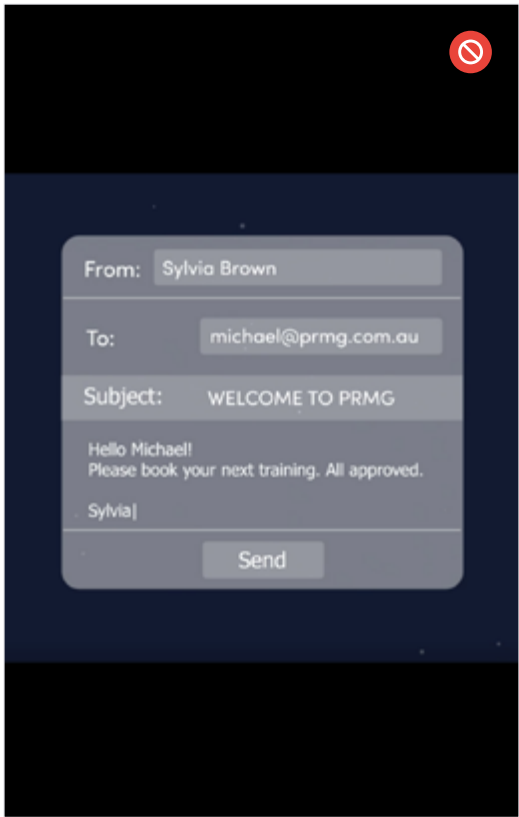 From: Sylvia Brown
To: michael@prmg.com.au
Subject: WELCOME TO PRMG
Hello Michael!
Please book your next training. All approved.
Sylvia
Send